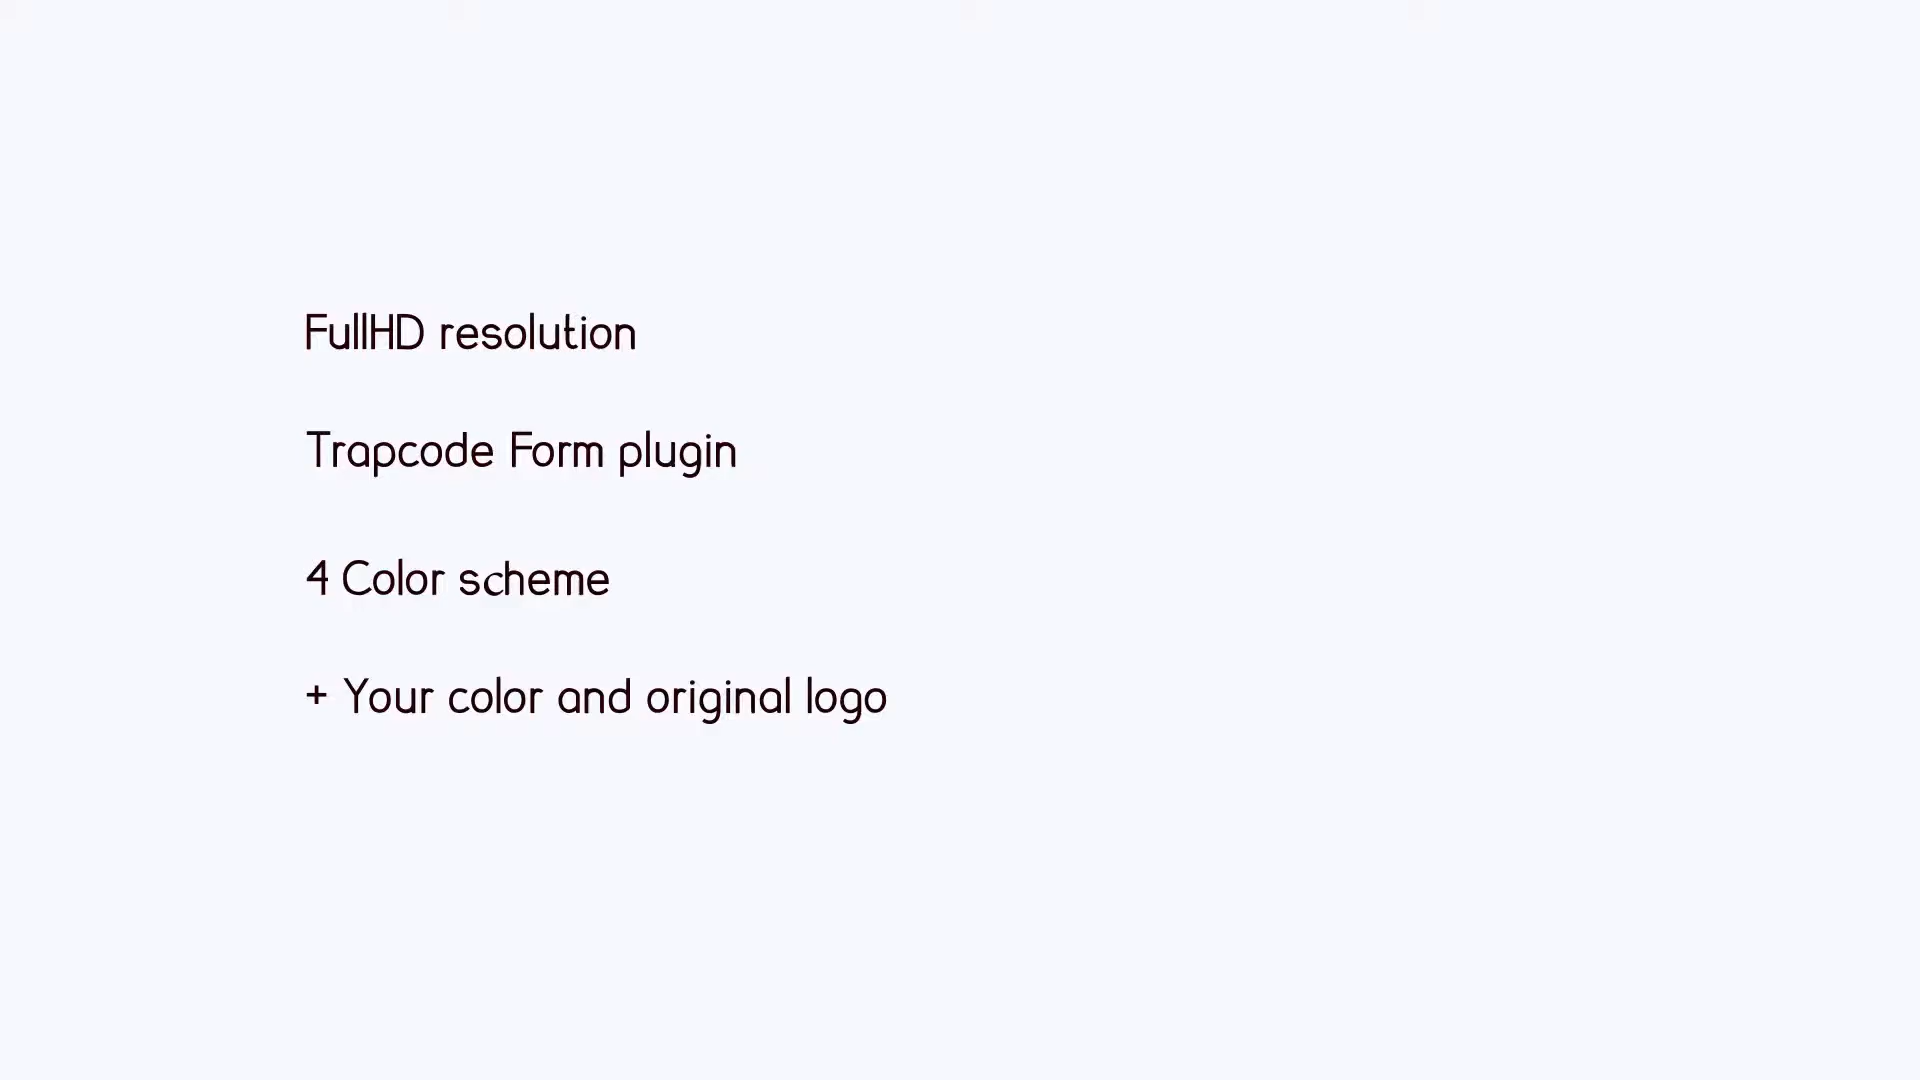 FullHD resolution
Trapcode Form plugin
4 Color scheme
+ Your color and original logo